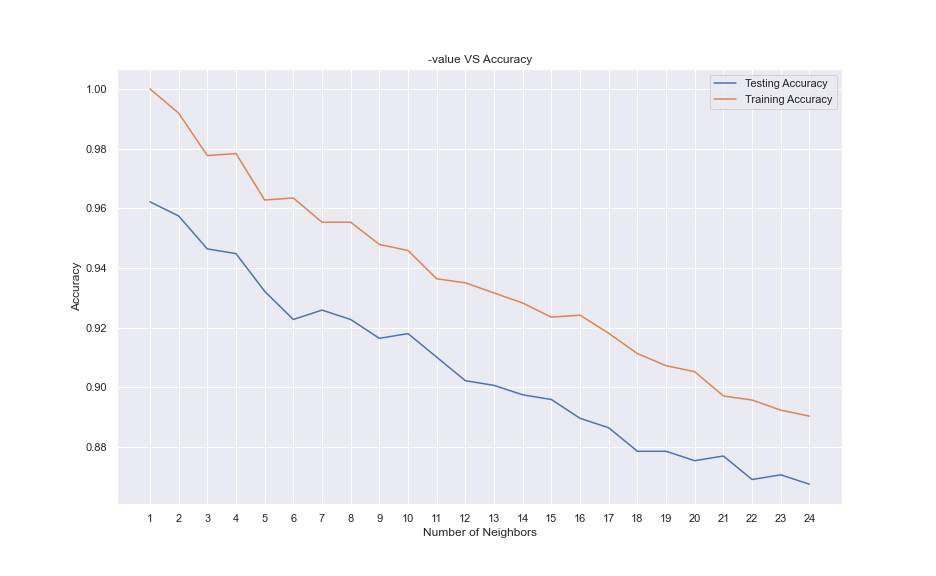 -value VS Accuracy
Testing Accuracy
Training Accuracy
1.00
0.98
0.96
0.94
0.92
0.90
0.88
Accuracy
1 2 3 4 5 6 7 8 9 10 11 12 13 14 15 16 17 18 19 20 21 22 23 24
Number of Neighbors